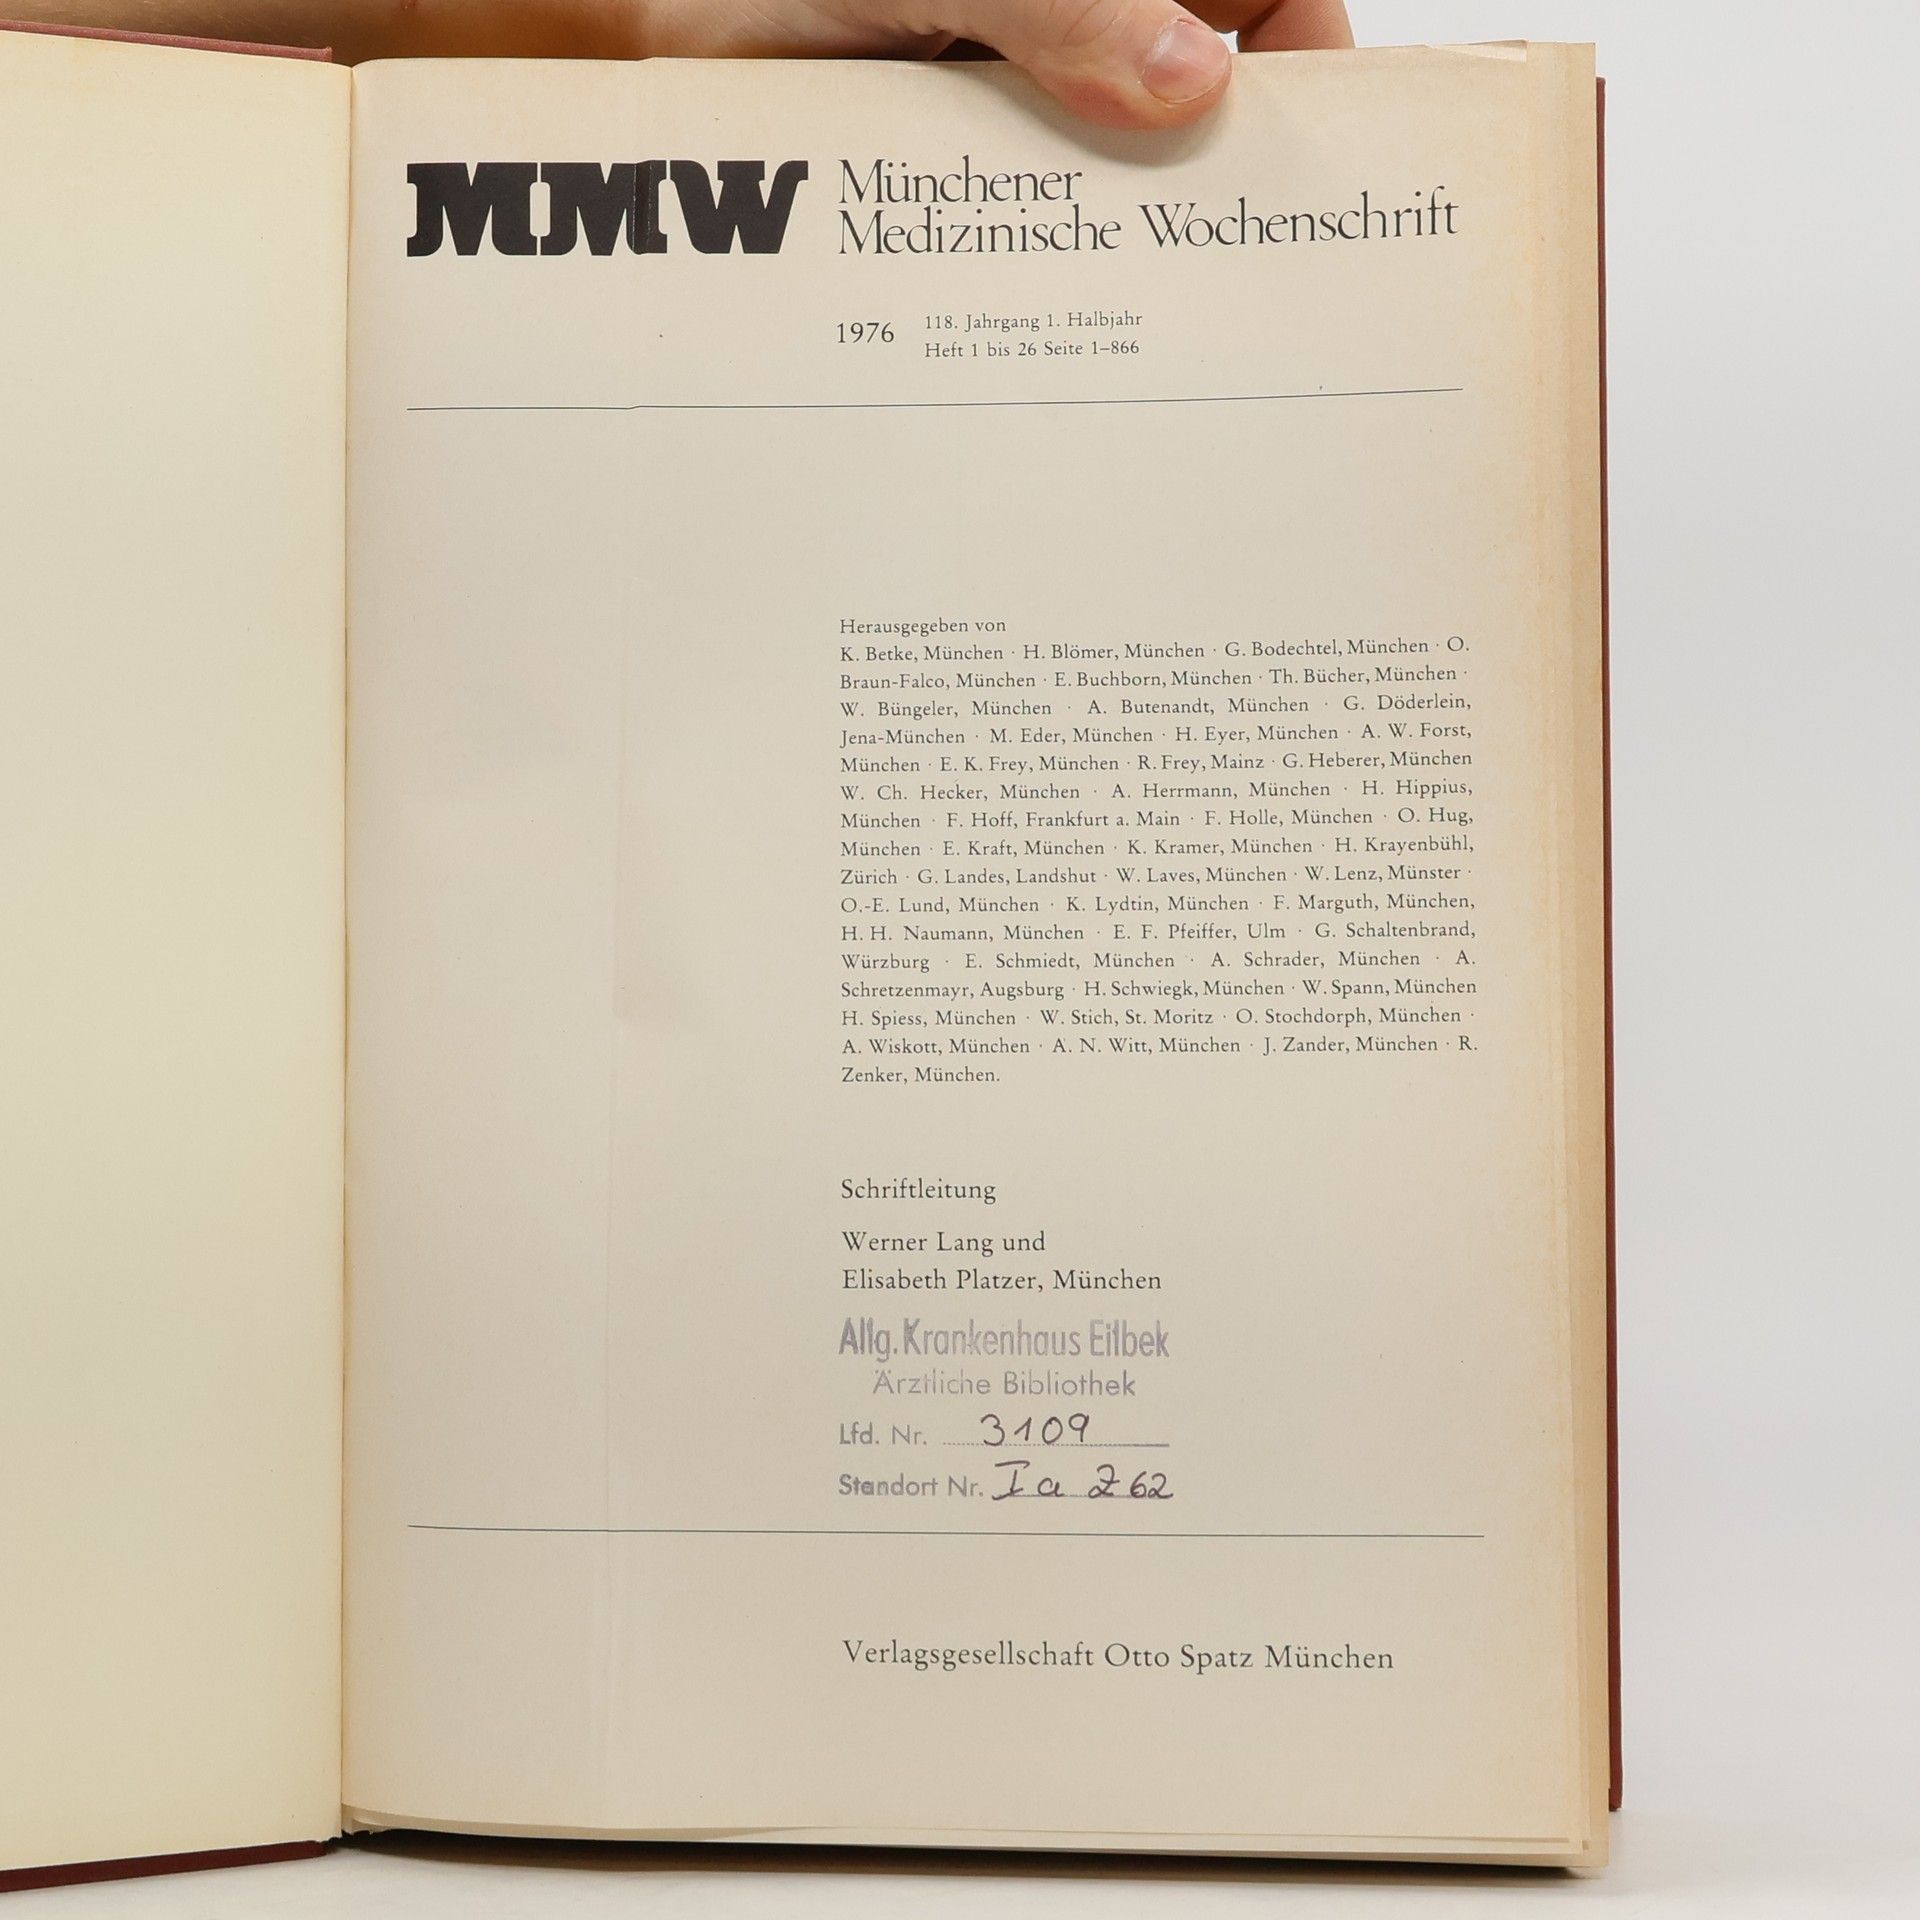 MMW
Münchener
Medizinische Wochenschrift
1976
118. Jahrgang 1. Halbjahr
Heft 1 bis 26 Seite 1–866
Herausgegeben von
K. Betke, München · H. Blömer, München · G. Bodechtel, München · O.
Braun-Falco, München · E. Buchborn, München · Th. Bücher, München ·
W. Büngeler, München · A. Butenandt, München · G. Döderlein,
Jena-München · M. Eder, München · H. Eyer, München · A. W. Forst,
München · E. K. Frey, München · R. Frey, Mainz · G. Heberer, München
W. Ch. Hecker, München · A. Herrmann, München · H. Hippius,
München · F. Hoff, Frankfurt a. Main · F. Holle, München · O. Hug,
München · E. Kraft, München · K. Kramer, München · H. Krayenbühl,
Zürich · G. Landes, Landshut · W. Laves, München · W. Lenz, Münster ·
O.-E. Lund, München · K. Lydtin, München · F. Marguth, München,
H. H. Naumann, München · E. F. Pfeiffer, Ulm · G. Schaltenbrand,
Würzburg · E. Schmiedt, München · A. Schrader, München · A.
Schretzenmayr, Augsburg · H. Schwiegk, München · W. Spann, München
H. Spiess, München · W. Stich, St. Moritz · O. Stochdorph, München ·
A. Wiskott, München · A. N. Witt, München · J. Zander, München · R.
Zenker, München.
Schriftleitung
Werner Lang und
Elisabeth Platzer, München
Allg. Krankenhaus Eilbek
Ärztliche Bibliothek
Lfd. Nr. 3109
Standort Nr. I a Z 62
Verlagsgesellschaft Otto Spatz München